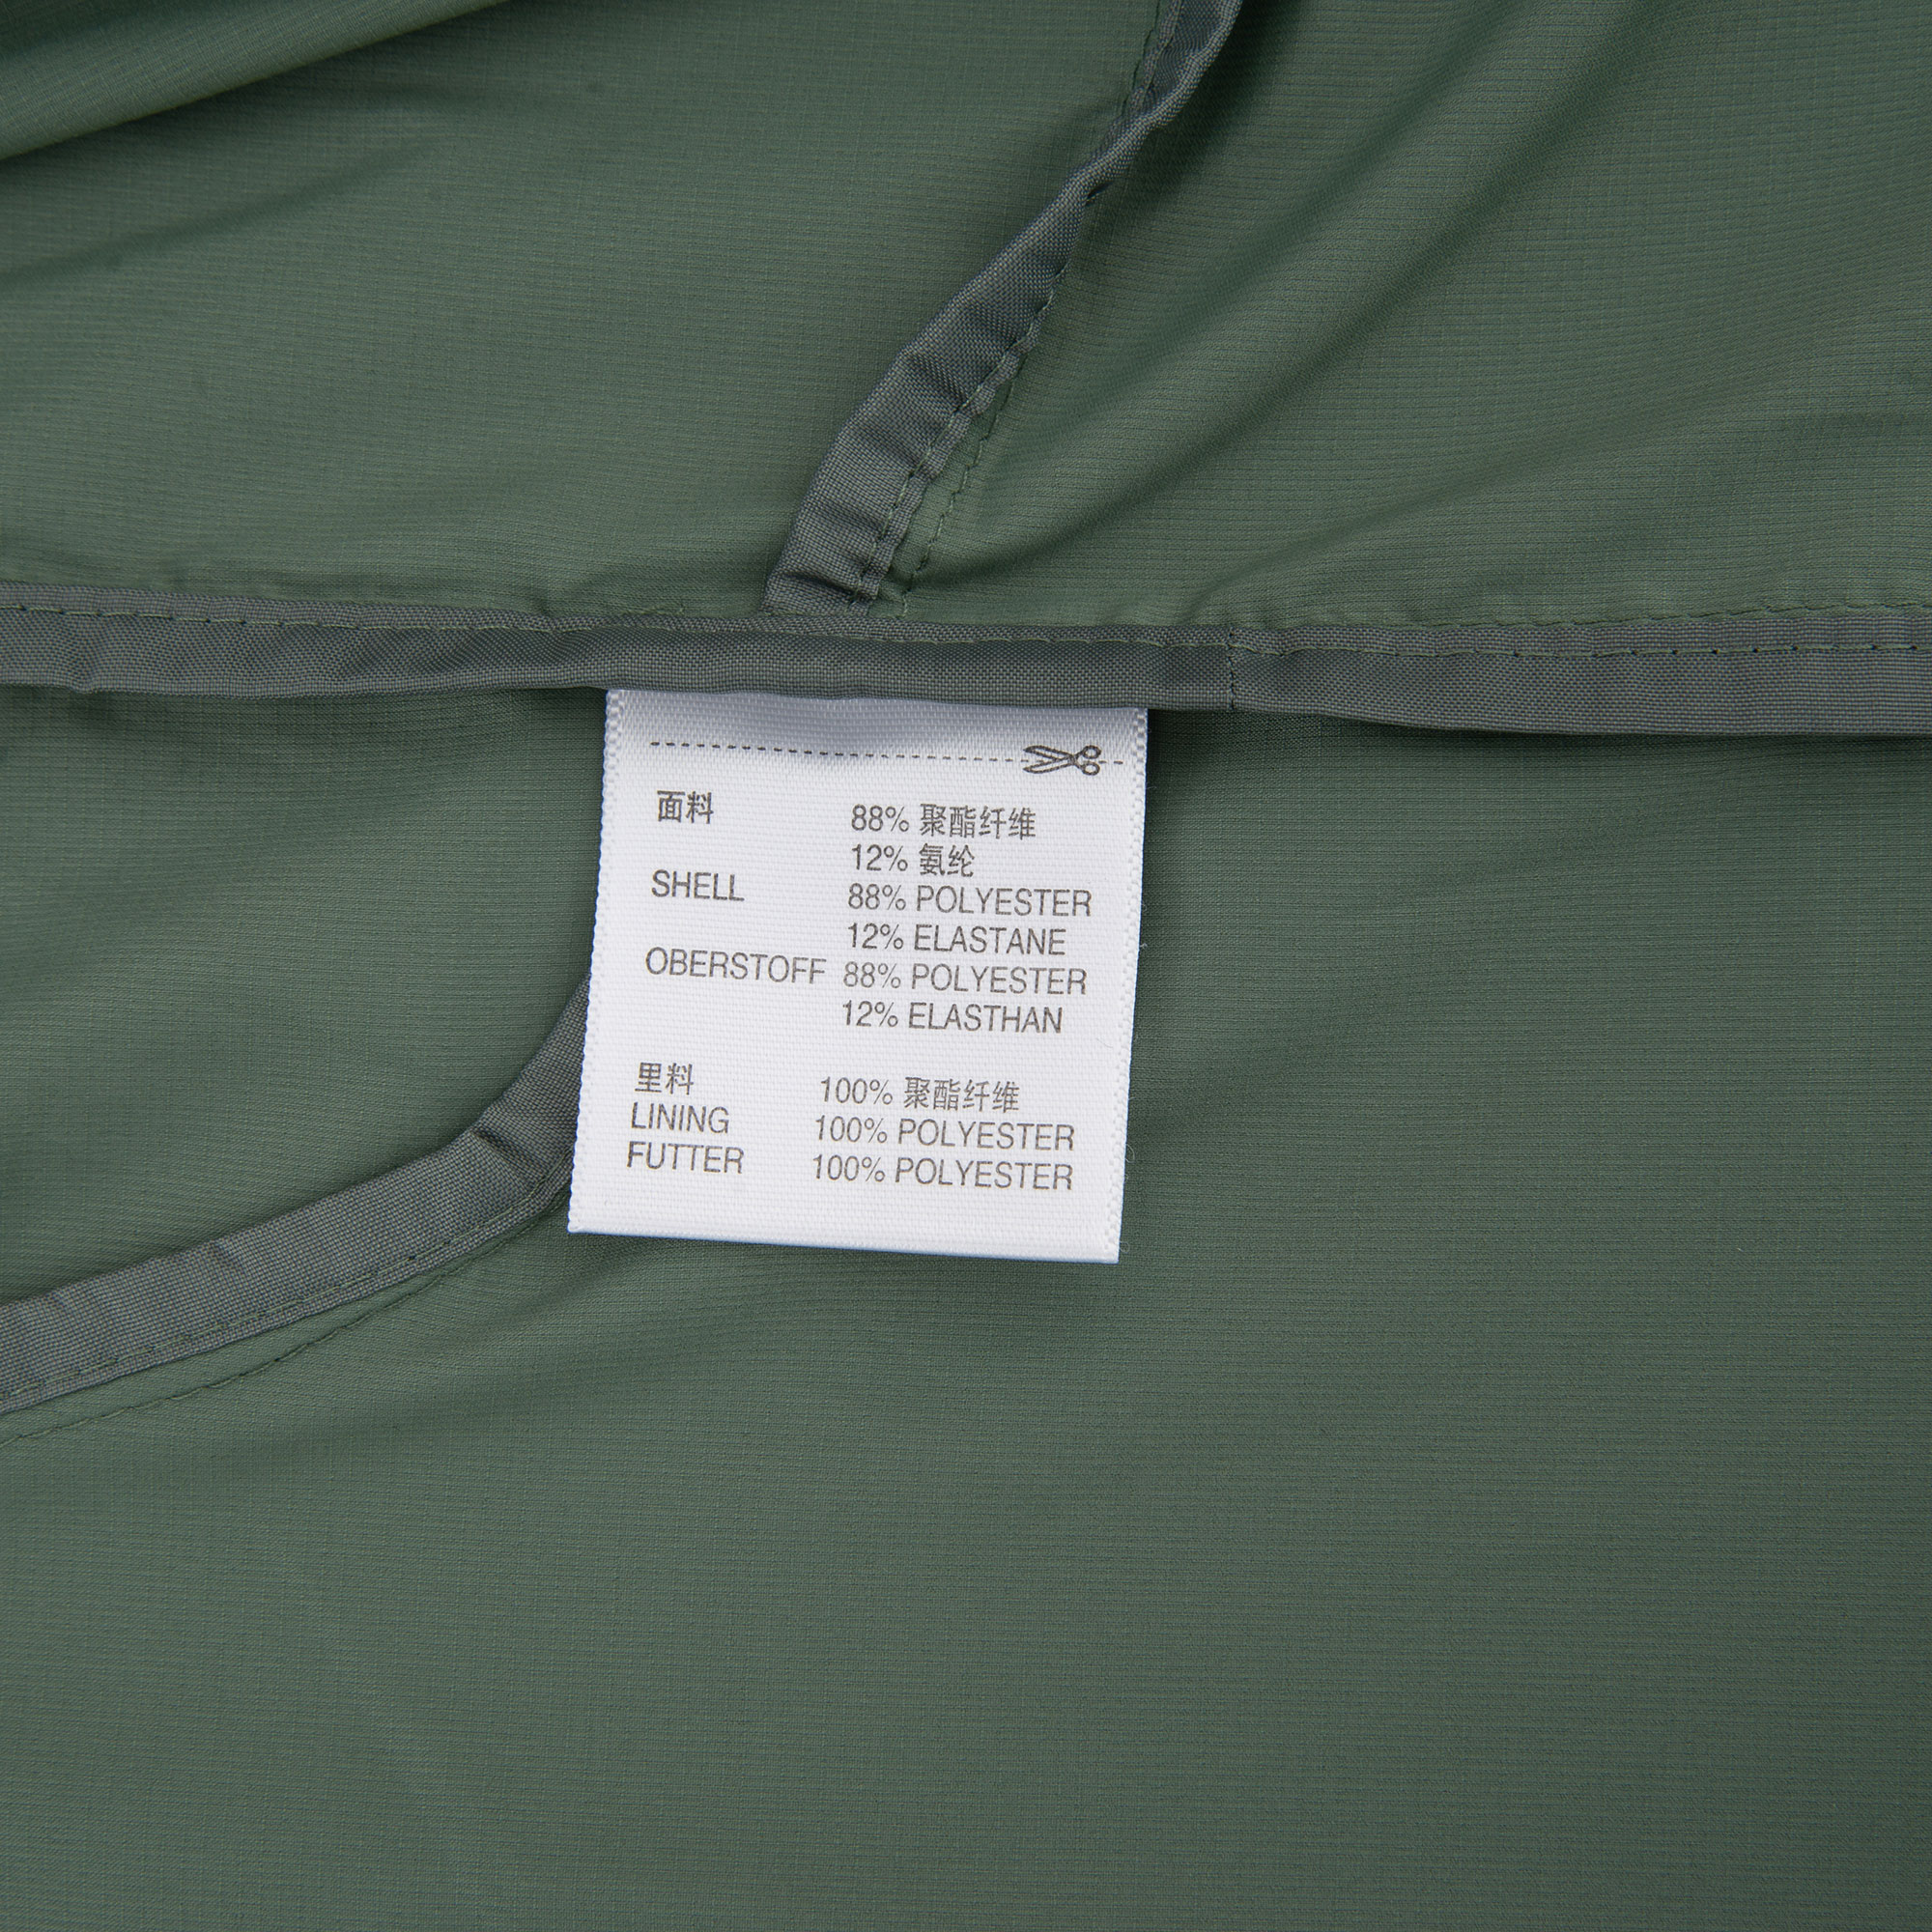 面料 88% 聚酯纤维
12% 氨纶
SHELL 88% POLYESTER
12% ELASTANE
OBERSTOFF 88% POLYESTER
12% ELASTHAN
里料 100% 聚酯纤维
LINING 100% POLYESTER
FUTTER 100% POLYESTER